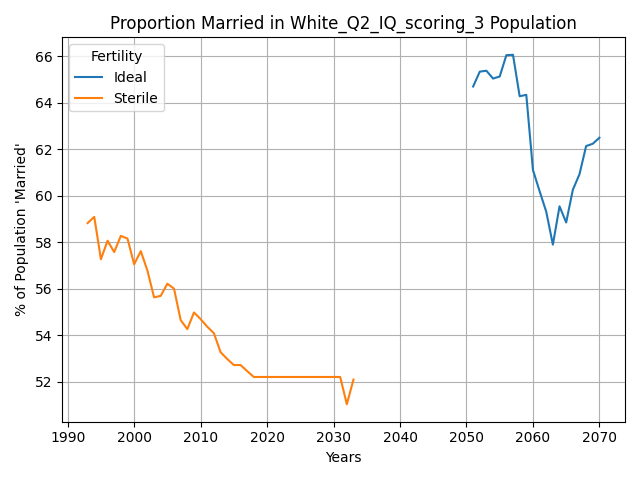 Proportion Married in White_Q2_IQ_scoring_3 Population
Fertility
Ideal
Sterile
% of Population 'Married'
66
64
62
60
58
56
54
52
1990 2000 2010 2020 2030 2040 2050 2060 2070
Years